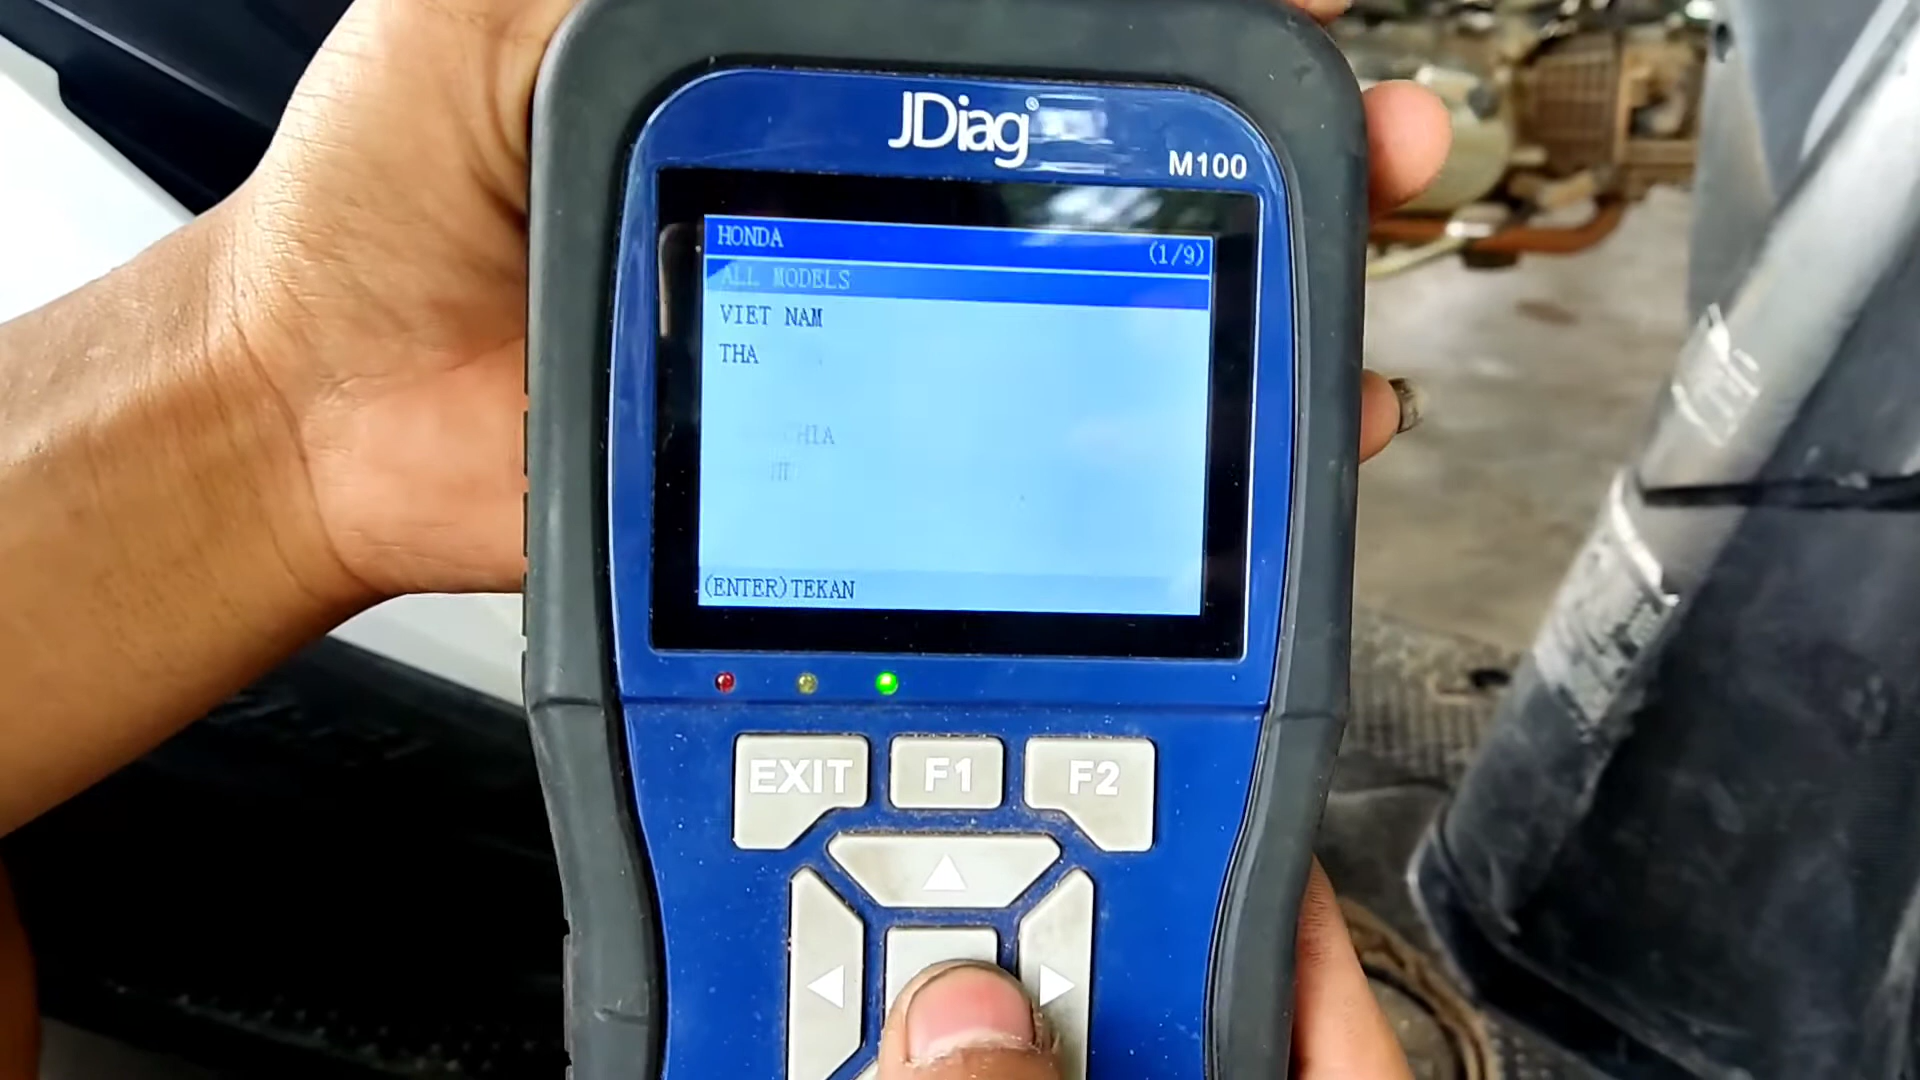 JDiag
M100
HONDA (1/9)
ALL MODELS
VIET NAM
THA
(ENTER)TEKAN
EXIT F1 F2